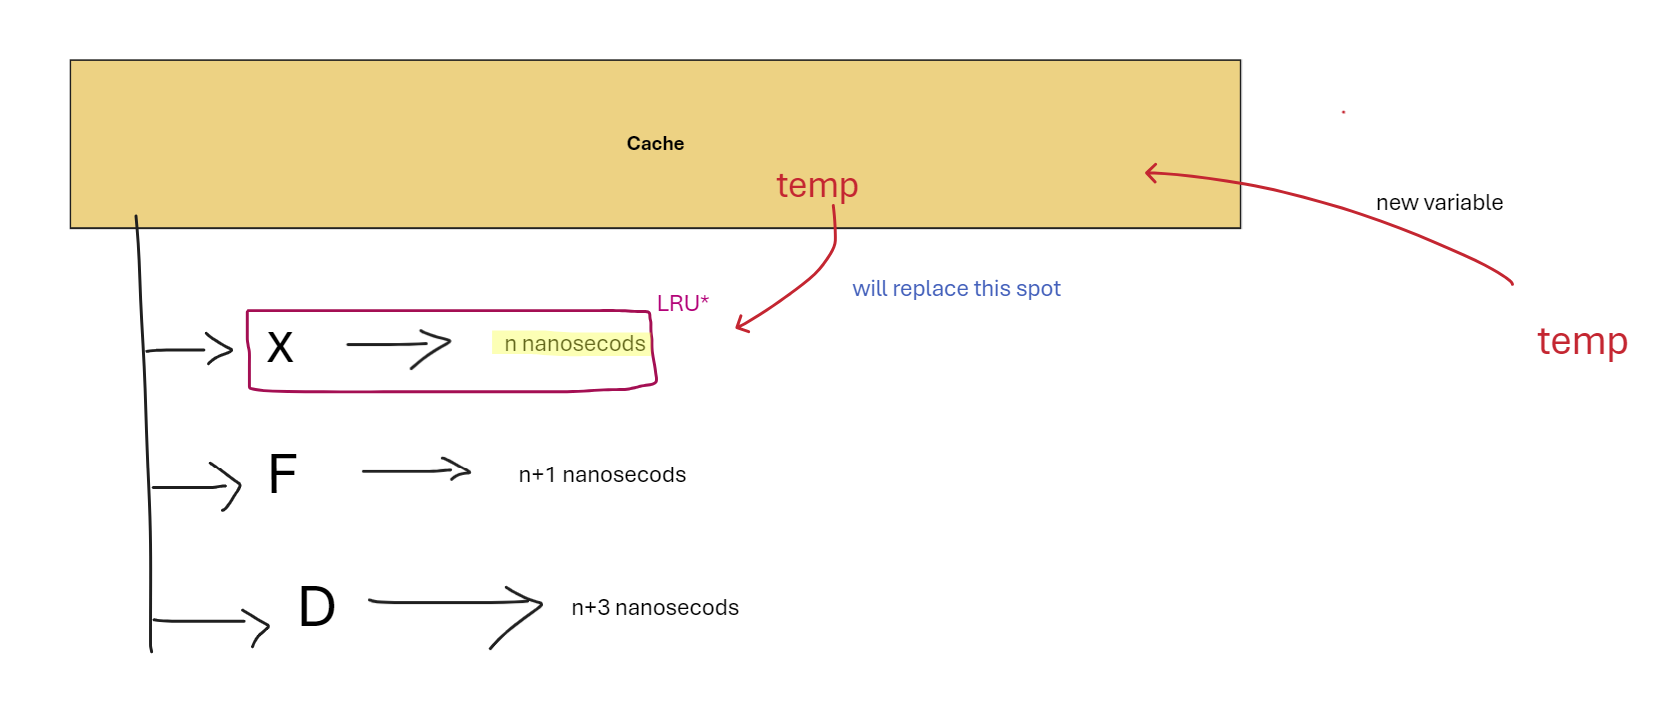 Cache
temp
new variable
will replace this spot
LRU*
X
n nanosecods
temp
F
n+1 nanosecods
D
n+3 nanosecods